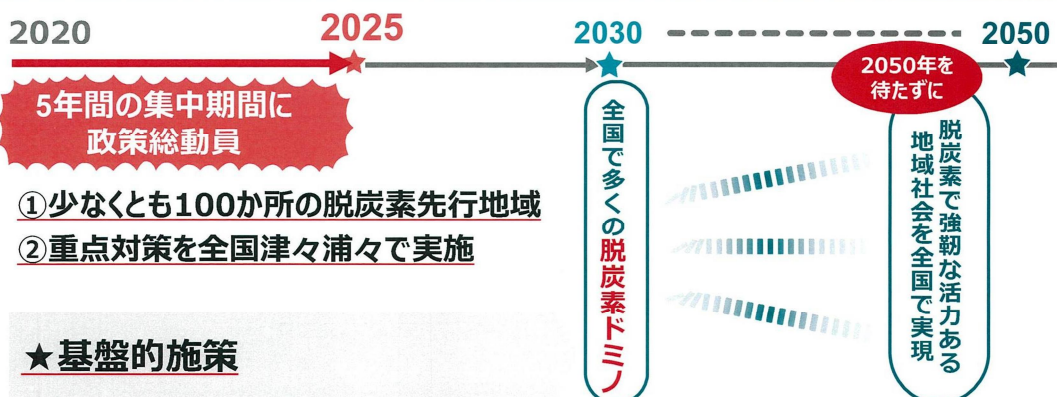 2020
2025
2030
2050
5年間の集中期間に
政策総動員
①少なくとも100か所の脱炭素先行地域
②重点対策を全国津々浦々で実施
★基盤的施策
全国で多くの脱炭素ドミノ
2050年を
待たずに
脱炭素で強靭な活力ある
地域社会を全国で実現